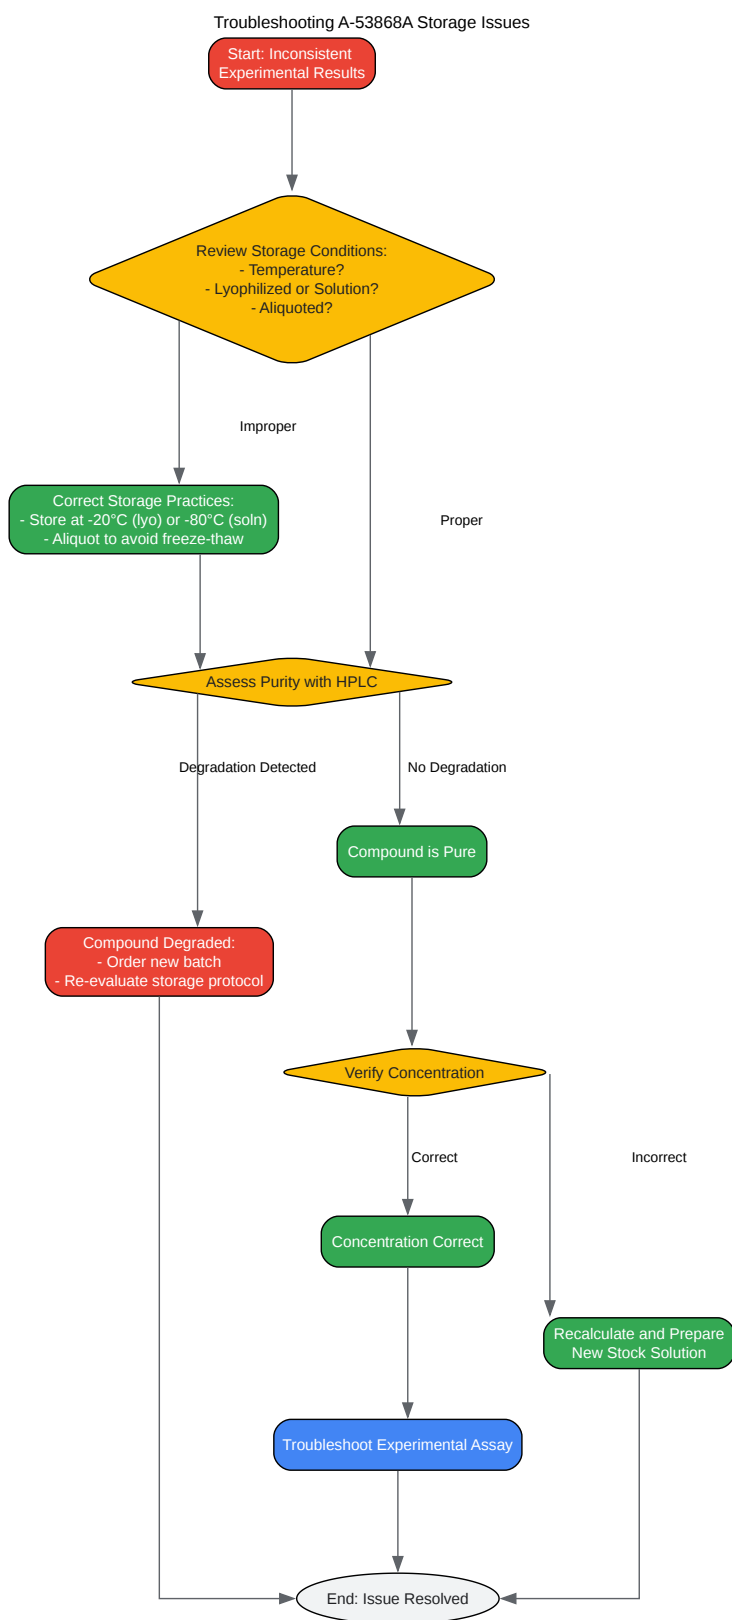 Troubleshooting A-53868A Storage Issues
Start: Inconsistent
Experimental Results
Review Storage Conditions:
- Temperature?
- Lyophilized or Solution?
- Aliquoted?
Improper
Correct Storage Practices:
- Store at -20°C (lyo) or -80°C (soln)
- Aliquot to avoid freeze-thaw
Proper
Assess Purity with HPLC
Degradation Detected
No Degradation
Compound is Pure
Compound Degraded:
- Order new batch
- Re-evaluate storage protocol
Verify Concentration
Correct
Incorrect
Concentration Correct
Recalculate and Prepare
New Stock Solution
Troubleshoot Experimental Assay
End: Issue Resolved